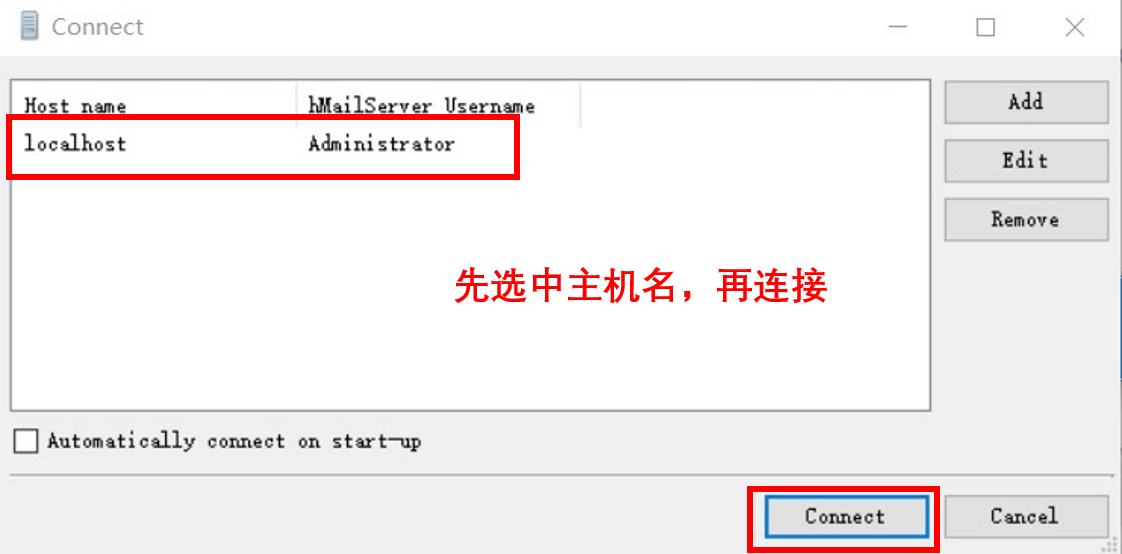 Connect
Host name hMailServer Username
Add
localhost Administrator
Edit
Remove
先选中主机名，再连接
Automatically connect on start-up
Connect Cancel